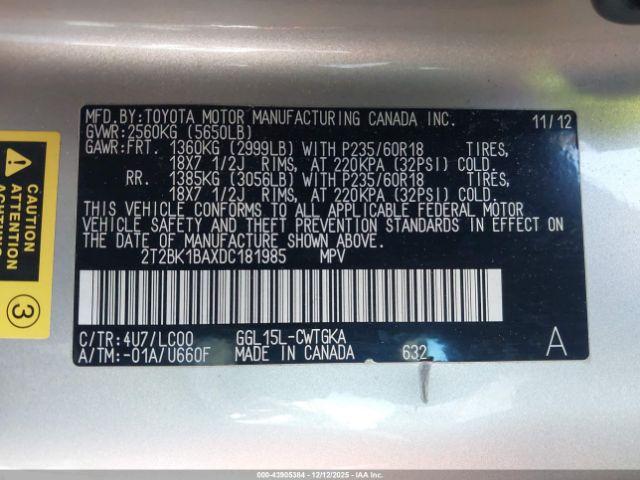 MFD.BY:TOYOTA MOTOR MANUFACTURING CANADA INC. 11/12
GVWR:2560KG (5650LB)
GAWR:FRT. 1360KG (2999LB) WITH P235/60R18 TIRES,
18X7 1/2J RIMS, AT 220KPA (32PSI) COLD.
RR. 1385KG (3056LB) WITH P235/60R18 TIRES,
18X7 1/2J RIMS, AT 220KPA (32PSI) COLD.
THIS VEHICLE CONFORMS TO ALL APPLICABLE FEDERAL MOTOR
VEHICLE SAFETY AND THEFT PREVENTION STANDARDS IN EFFECT
ON THE DATE OF MANUFACTURE SHOWN ABOVE.
2T2BK1BAXDC181985 MPV
C/TR:4U7/LC00 GGL15L-CWTGKA
A/TM:-01A/U660F MADE IN CANADA 632 A
CAUTION
3
000-43905384 - 12/12/2025 - IAA Inc.